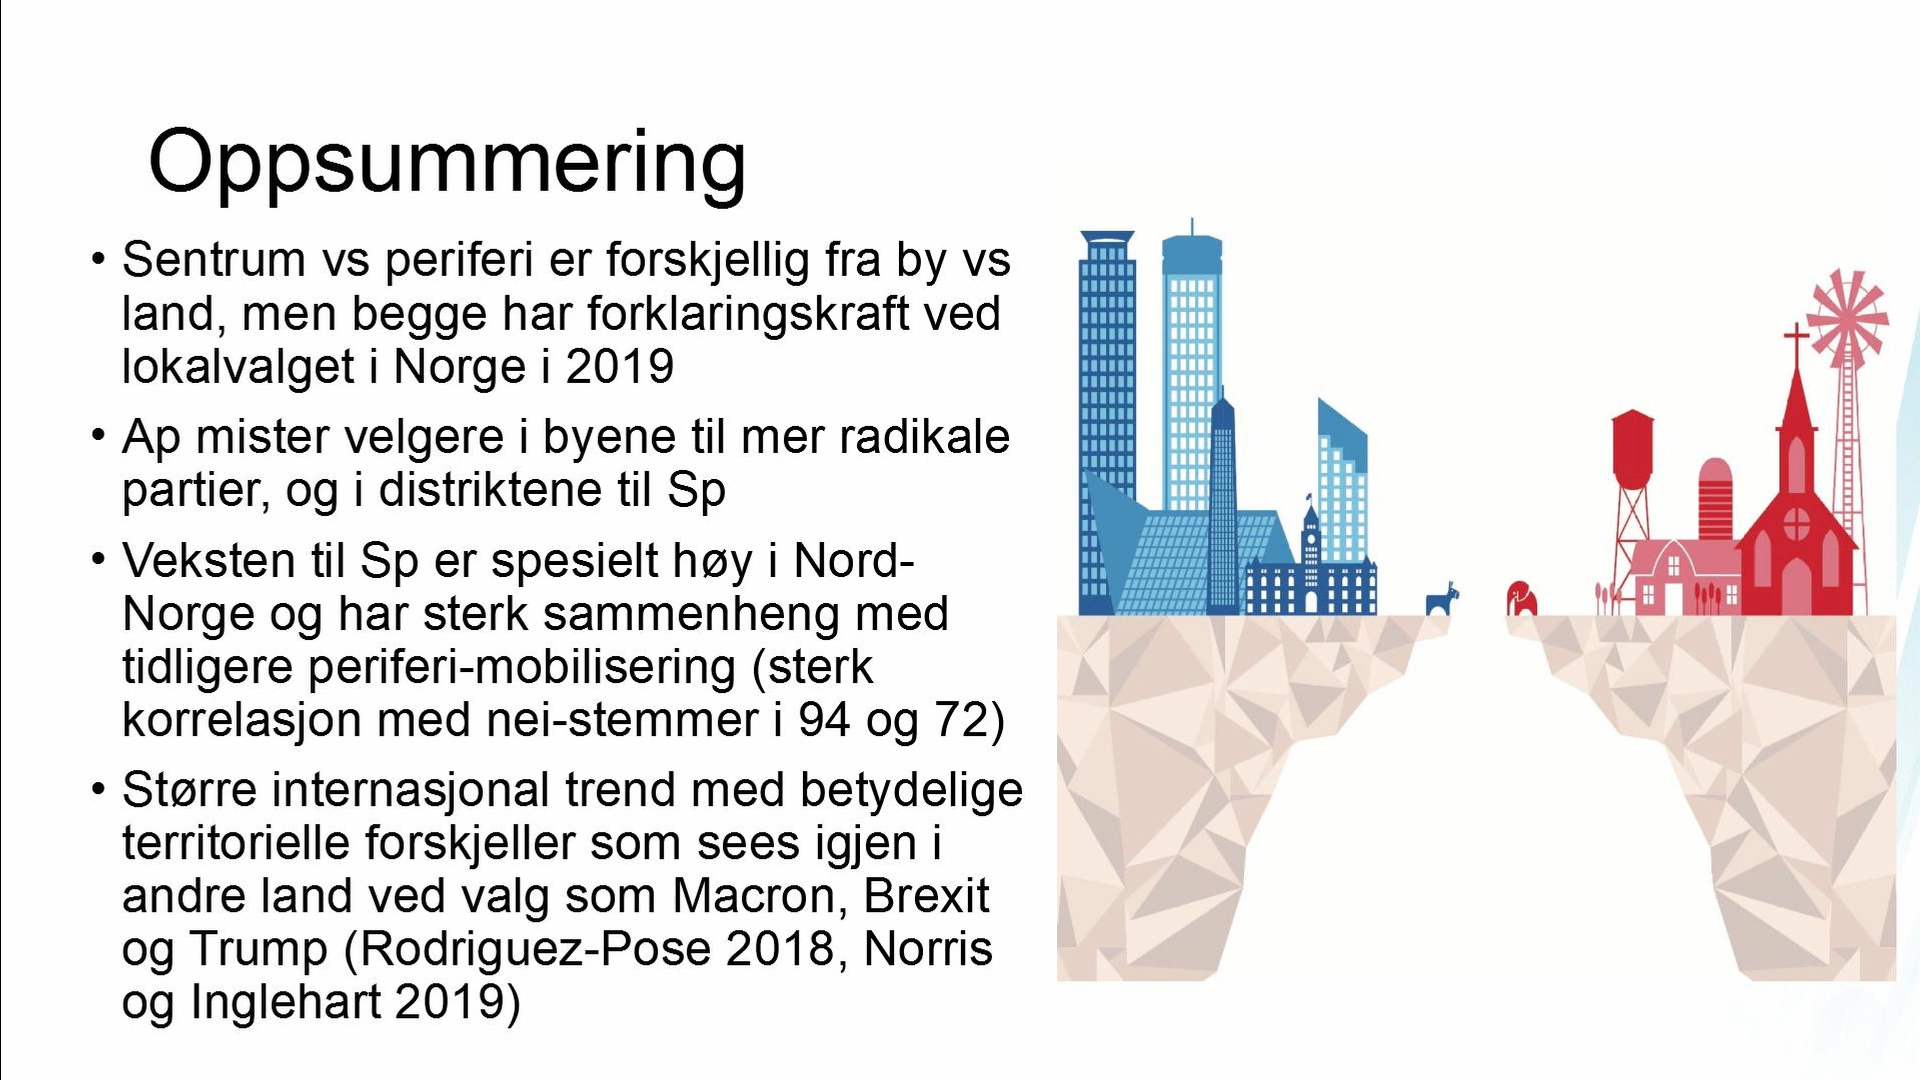 Oppsummering
• Sentrum vs periferi er forskjellig fra by vs
land, men begge har forklaringskraft ved
lokalvalget i Norge i 2019
• Ap mister velgere i byene til mer radikale
partier, og i distriktene til Sp
• Veksten til Sp er spesielt høy i Nord-
Norge og har sterk sammenheng med
tidligere periferi-mobilisering (sterk
korrelasjon med nei-stemmer i 94 og 72)
• Større internasjonal trend med betydelige
territorielle forskjeller som sees igjen i
andre land ved valg som Macron, Brexit
og Trump (Rodriguez-Pose 2018, Norris
og Inglehart 2019)